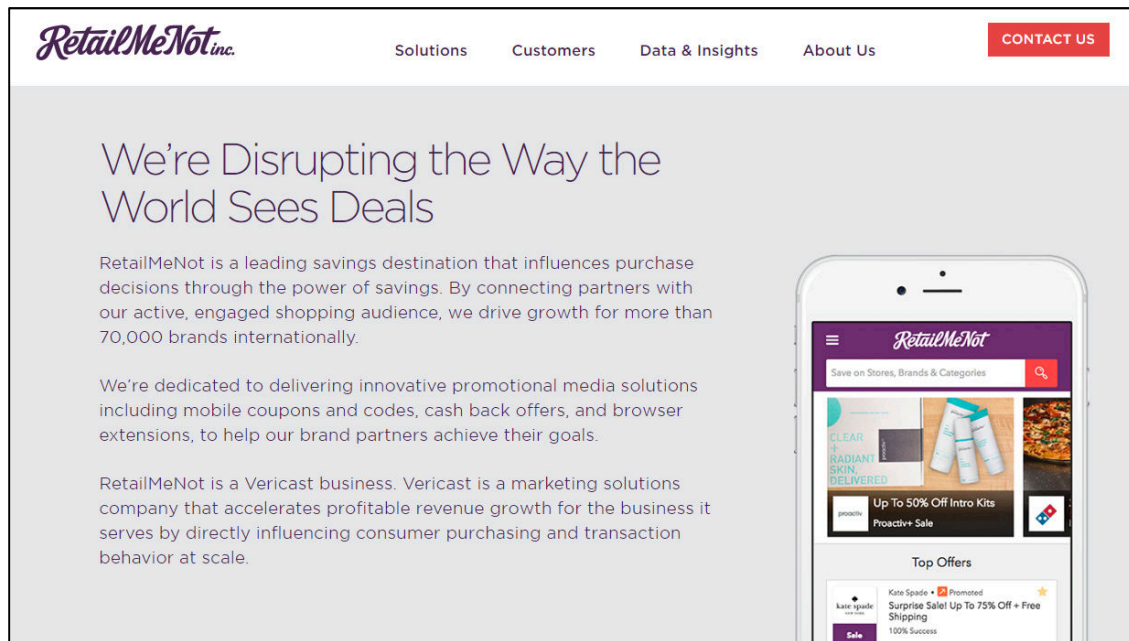 RetailMeNot inc.
Solutions
Customers
Data & Insights
About Us
CONTACT US
We're Disrupting the Way the
World Sees Deals
RetailMeNot is a leading savings destination that influences purchase
decisions through the power of savings. By connecting partners with
our active, engaged shopping audience, we drive growth for more than
70,000 brands internationally.
We're dedicated to delivering innovative promotional media solutions
including mobile coupons and codes, cash back offers, and browser
extensions, to help our brand partners achieve their goals.
RetailMeNot is a Vericast business. Vericast is a marketing solutions
company that accelerates profitable revenue growth for the business it
serves by directly influencing consumer purchasing and transaction
behavior at scale.
RetailMeNot
Save on Stores, Brands & Categories
CLEAR
+
RADIANT
SKIN,
DELIVERED
proactiv
Up To 50% Off Intro Kits
Proactiv+ Sale
Top Offers
kate spade
Sale
Kate Spade • Promoted
Surprise Sale! Up To 75% Off + Free
Shipping
100% Success